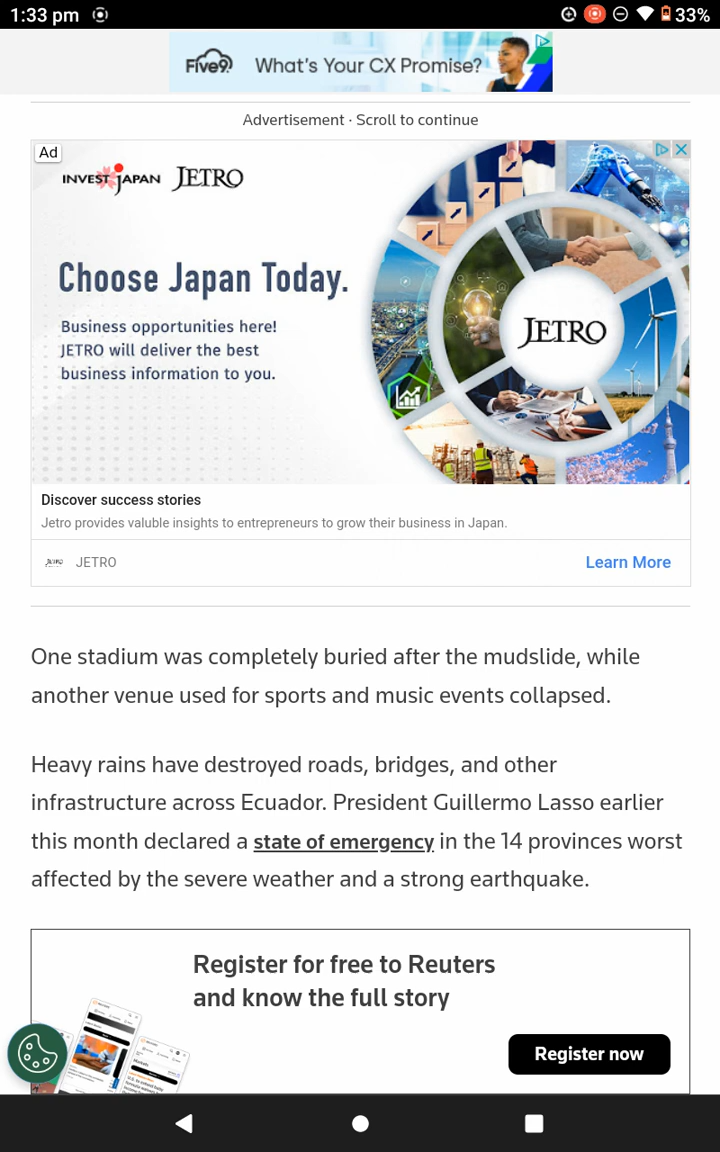 1:33 pm
33%
Five9
What's Your CX Promise?
Advertisement · Scroll to continue
Ad
INVEST JAPAN JETRO
Choose Japan Today.
Business opportunities here!
JETRO will deliver the best
business information to you.
JETRO
Discover success stories
Jetro provides valuble insights to entrepreneurs to grow their business in Japan.
JETRO JETRO
Learn More
One stadium was completely buried after the mudslide, while
another venue used for sports and music events collapsed.
Heavy rains have destroyed roads, bridges, and other
infrastructure across Ecuador. President Guillermo Lasso earlier
this month declared a state of emergency in the 14 provinces worst
affected by the severe weather and a strong earthquake.
Register for free to Reuters
and know the full story
Register now